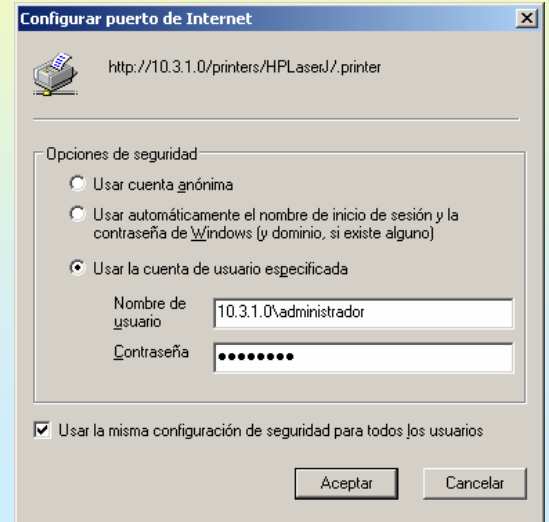 Configurar puerto de Internet
http://10.3.1.0/printers/HPLaserJ/.printer
Opciones de seguridad
Usar cuenta anónima
Usar automáticamente el nombre de inicio de sesión y la
contraseña de Windows (y dominio, si existe alguno)
Usar la cuenta de usuario especificada
Nombre de
usuario
10.3.1.0\administrador
Contraseña
●●●●●●●●
Usar la misma configuración de seguridad para todos los usuarios
Aceptar
Cancelar